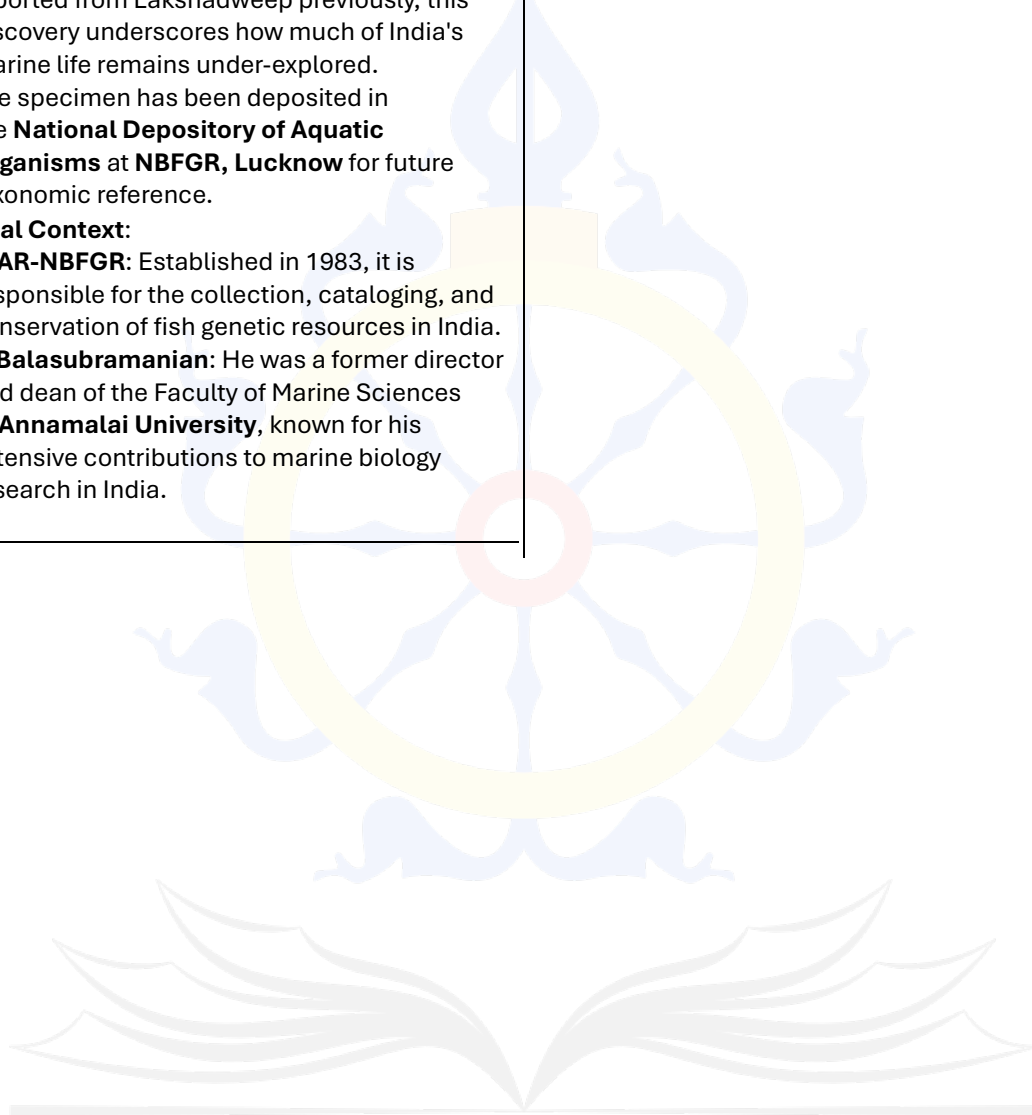 ported from Lakshadweep previously, this
scovery underscores how much of India's
arine life remains under-explored.
e specimen has been deposited in
e National Depository of Aquatic
ganisms at NBFGR, Lucknow for future
xonomic reference.
al Context:
AR-NBFGR: Established in 1983, it is
sponsible for the collection, cataloging, and
nservation of fish genetic resources in India.
Balasubramanian: He was a former director
d dean of the Faculty of Marine Sciences
Annamalai University, known for his
tensive contributions to marine biology
search in India.